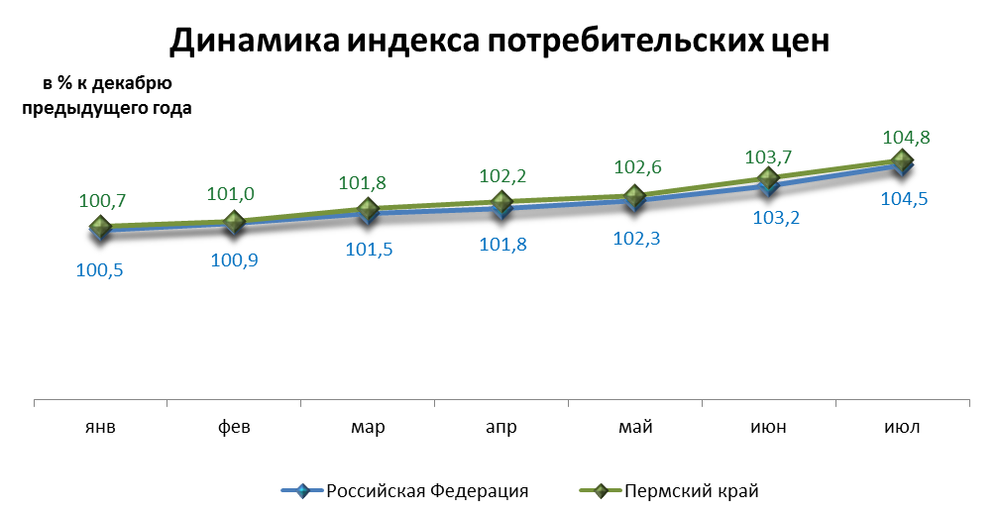 Динамика индекса потребительских цен
в % к декабрю
предыдущего года
100,7 101,0 101,8 102,2 102,6 103,7 104,8
100,5 100,9 101,5 101,8 102,3 103,2 104,5
янв фев мар апр май июн июл
Российская Федерация Пермский край